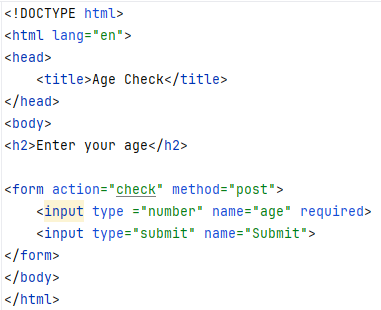 <!DOCTYPE html>
<html lang="en">
<head>
    <title>Age Check</title>
</head>
<body>
<h2>Enter your age</h2>

<form action="check" method="post">
    <input type ="number" name="age" required>
    <input type="submit" name="Submit">
</form>
</body>
</html>